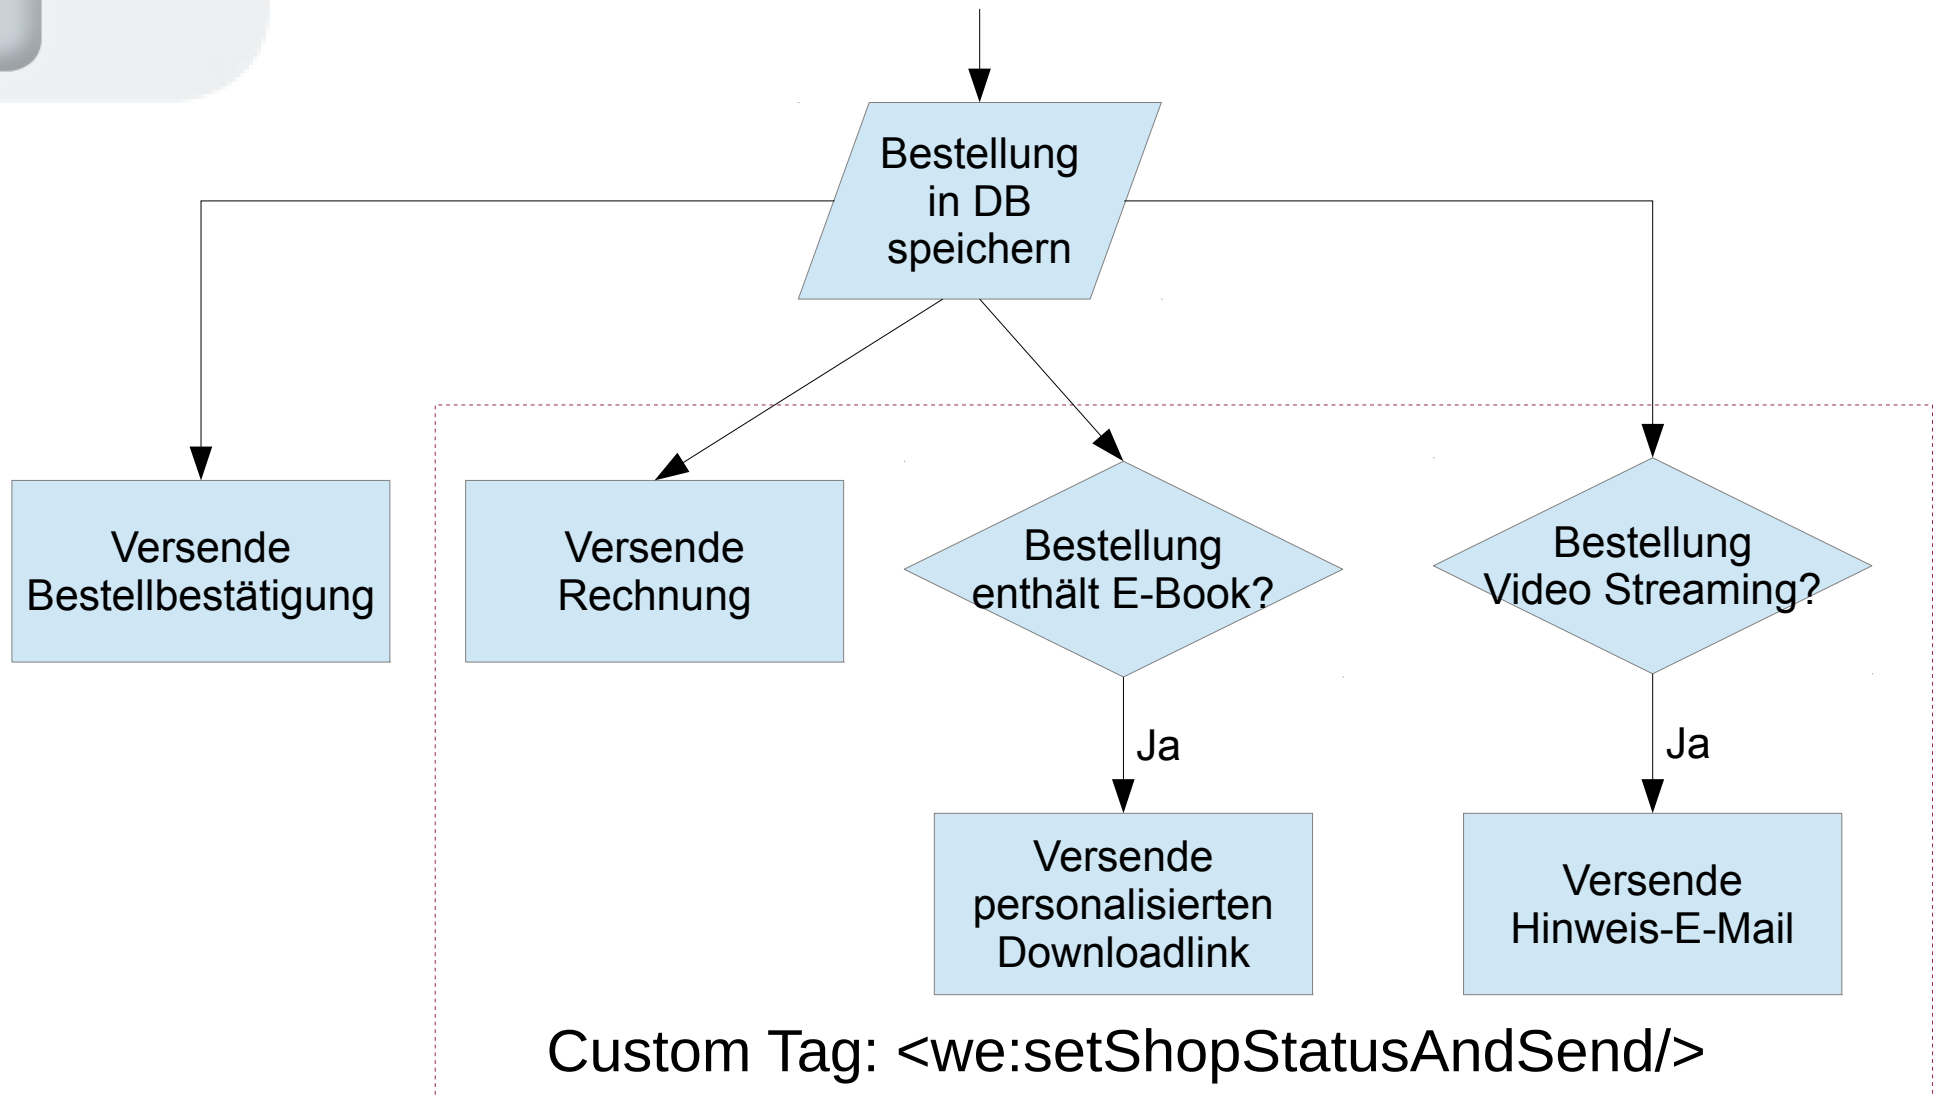 Bestellung
in DB
speichern
Versende
Bestellbestätigung
Versende
Rechnung
Bestellung
enthält E-Book?
Bestellung
Video Streaming?
Ja
Ja
Versende
personalisierten
Downloadlink
Versende
Hinweis-E-Mail
Custom Tag: <we:setShopStatusAndSend/>